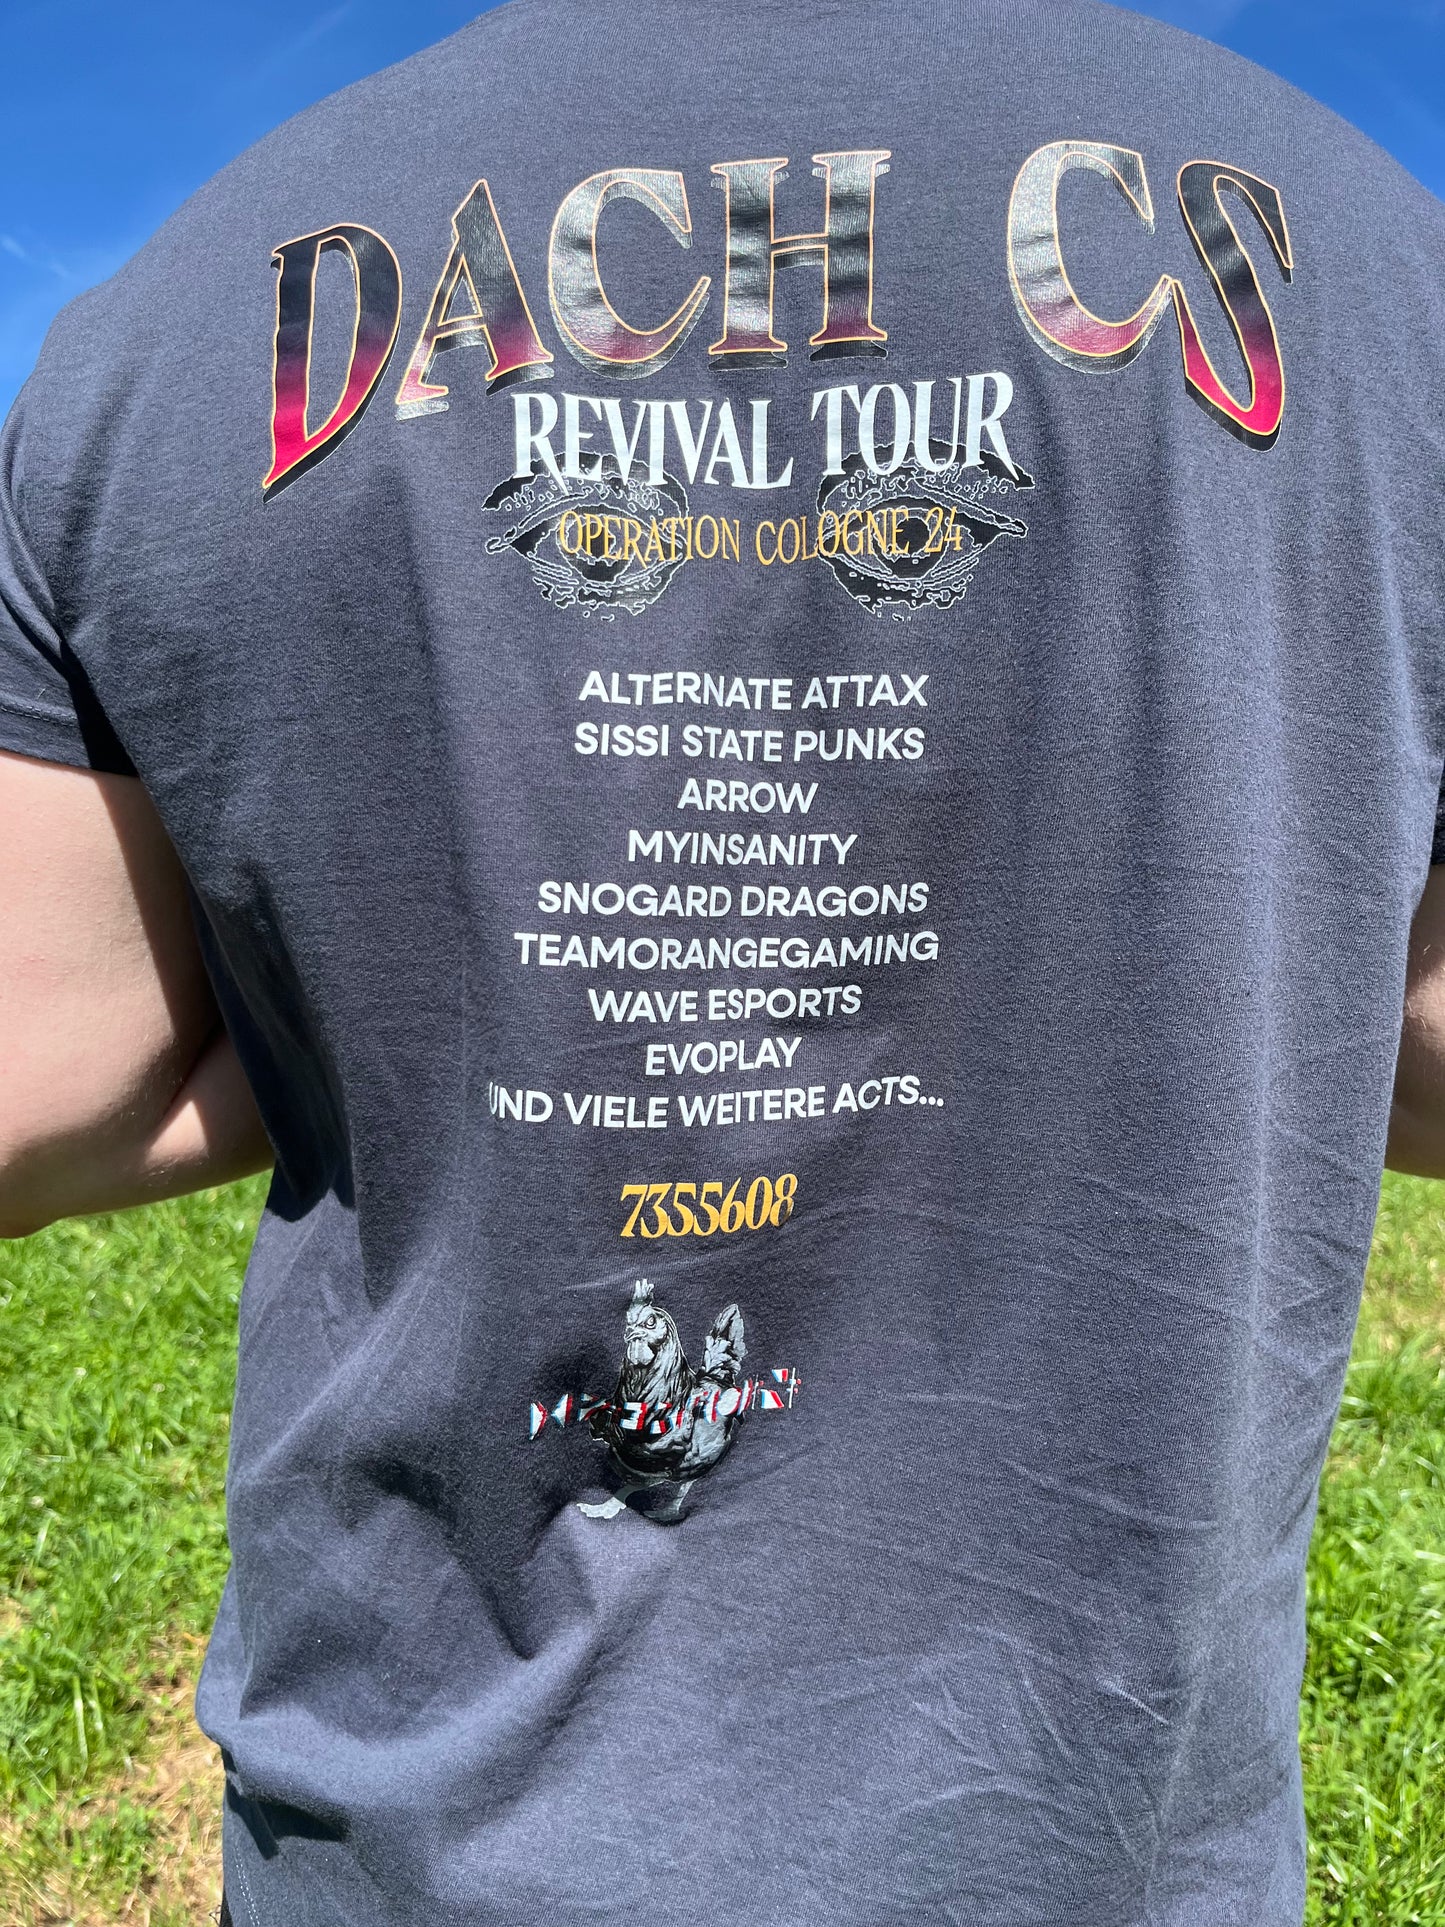 DACH CS
REVIVAL TOUR
OPERATION COLOGNE 24
ALTERNATE ATTAX
SISSI STATE PUNKS
ARROW
MYINSANITY
SNOGARD DRAGONS
TEAMORANGEGAMING
WAVE ESPORTS
EVOPLAY
UND VIELE WEITERE ACTS...
7355608